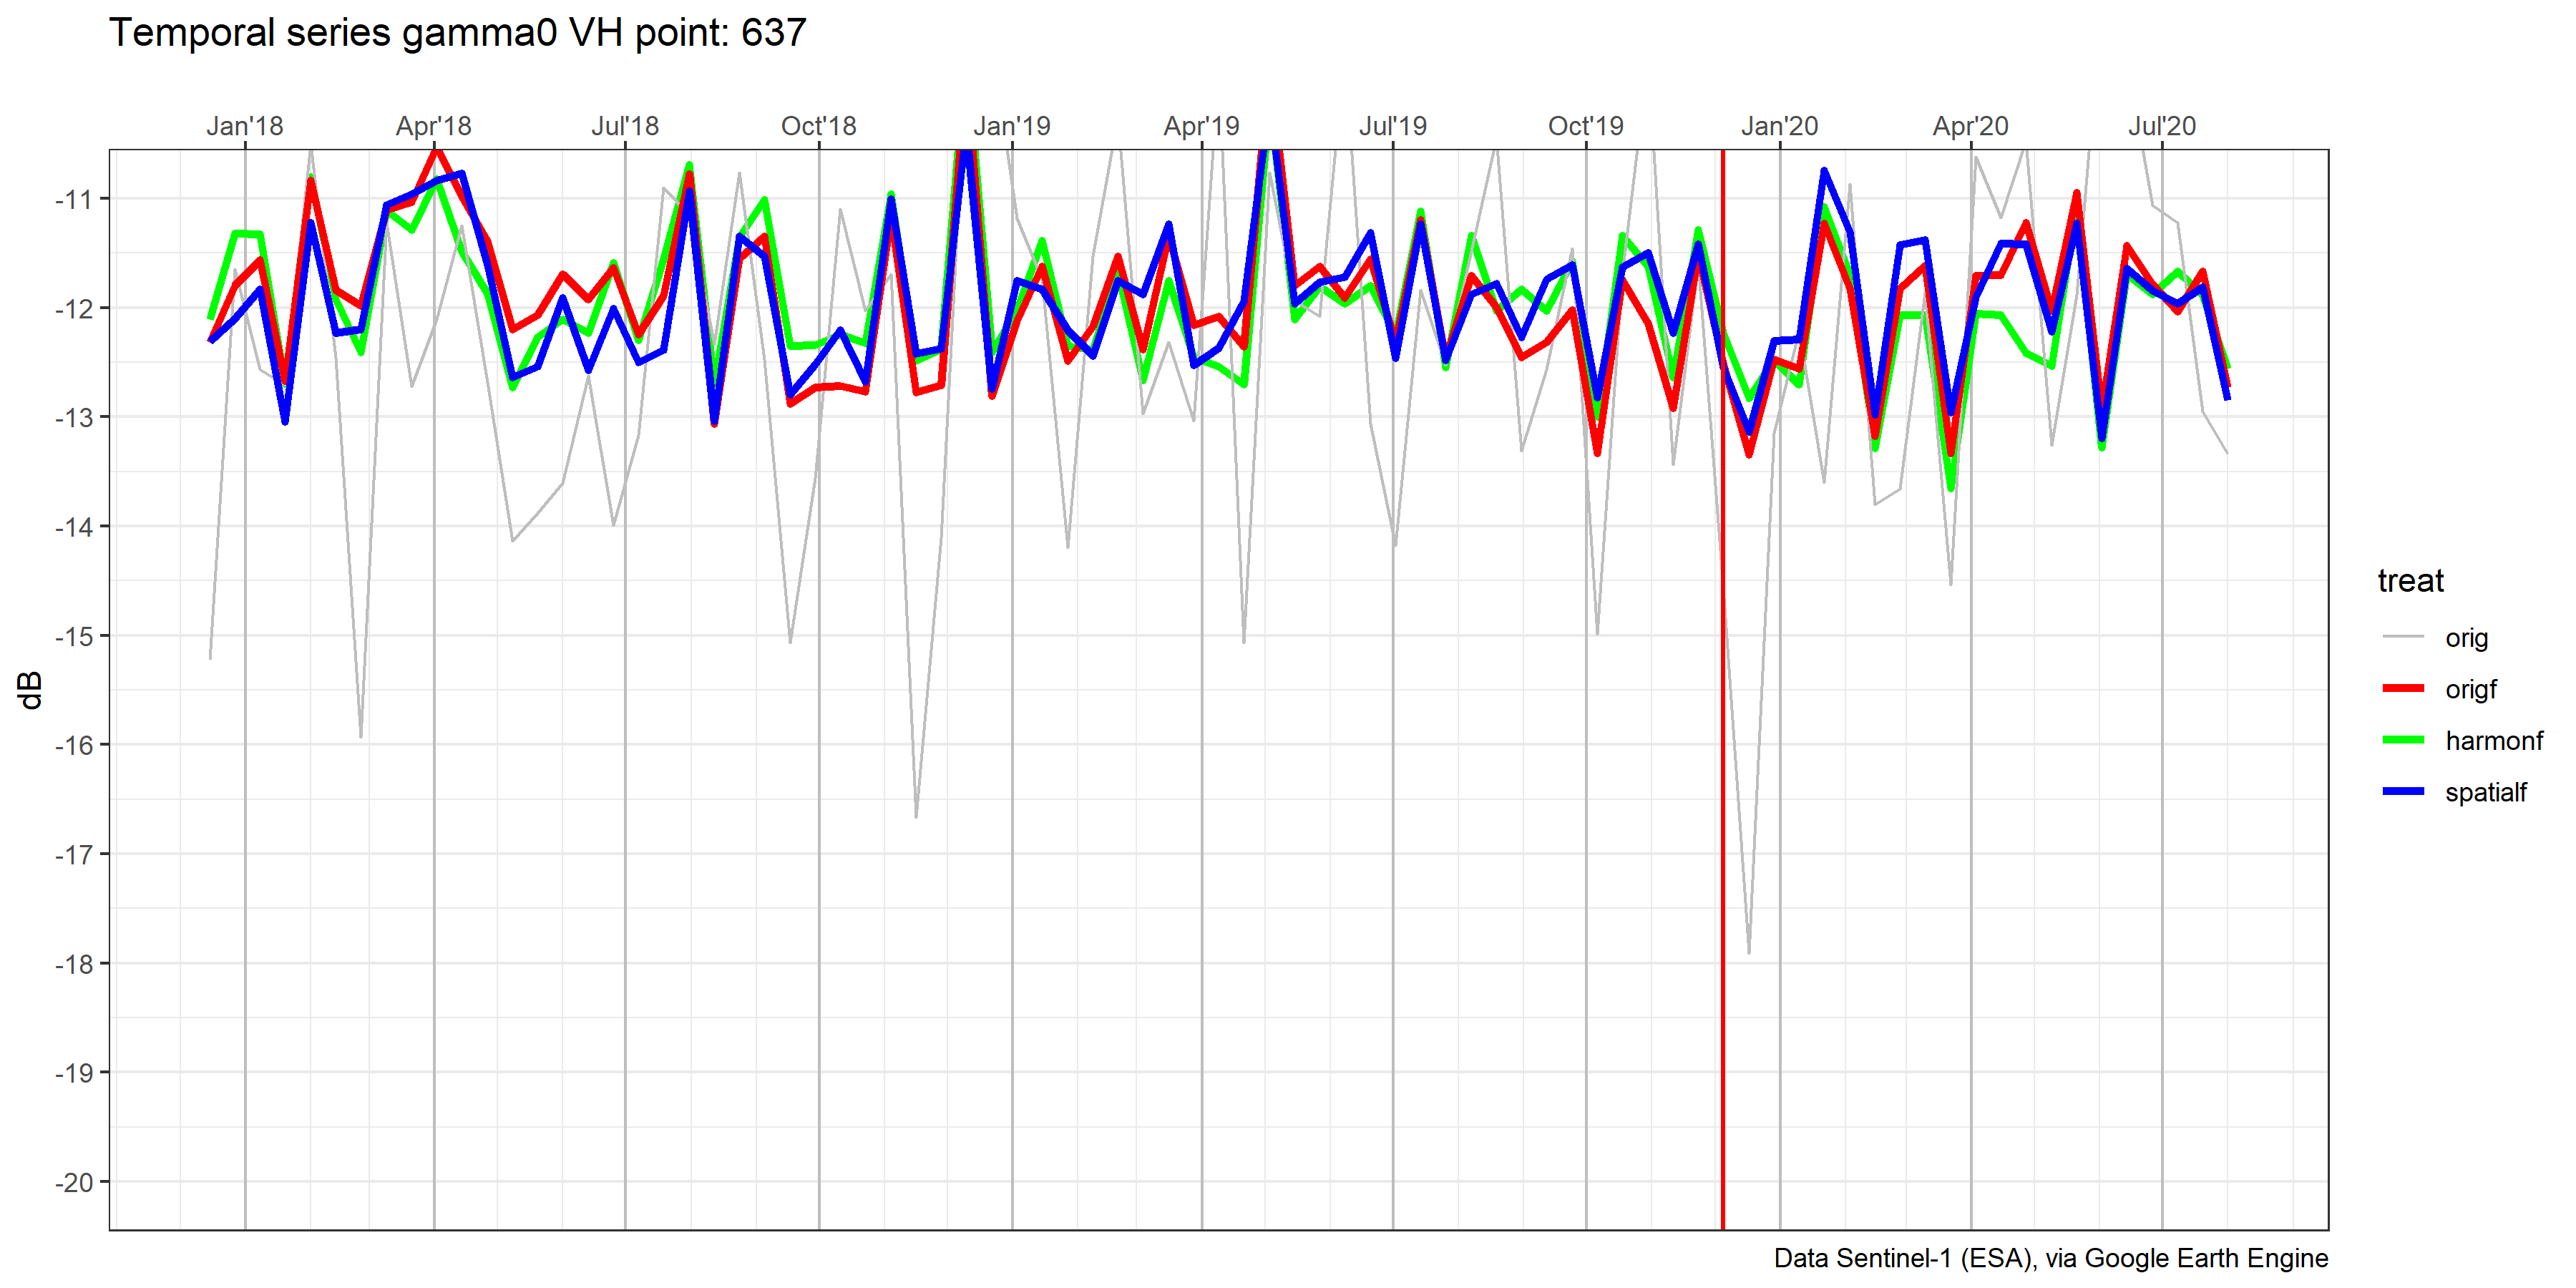 Temporal series gamma0 VH point: 637
Jan'18 Apr'18 Jul'18 Oct'18 Jan'19 Apr'19 Jul'19 Oct'19 Jan'20 Apr'20 Jul'20
-11
-12
-13
-14
-15
-16
-17
-18
-19
-20
dB
treat
orig
origf
harmonf
spatialf
Data Sentinel-1 (ESA), via Google Earth Engine